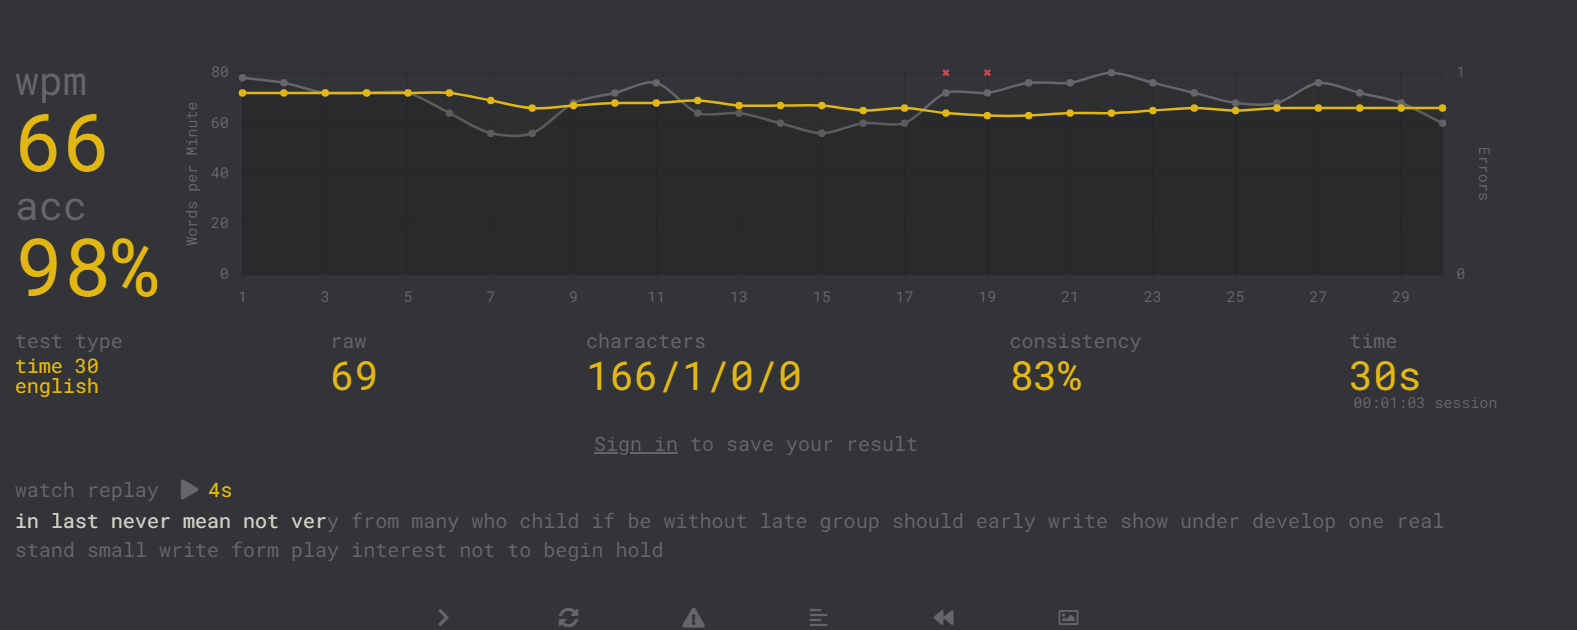 wpm
66
acc
98%
Words per Minute
80
60
40
20
0
1 3 5 7 9 11 13 15 17 19 21 23 25 27 29
1
0
Errors
test type
time 30
english
raw
69
characters
166/1/0/0
consistency
83%
time
30s
00:01:03 session
Sign in to save your result
watch replay 4s
in last never mean not very from many who child if be without late group should early write show under develop one real
stand small write form play interest not to begin hold